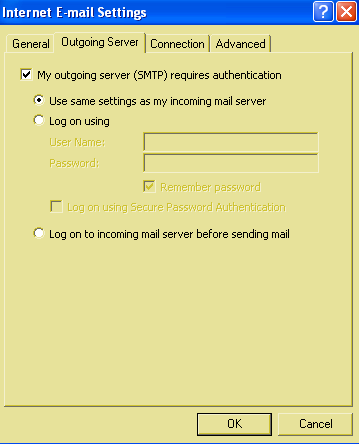 Internet E-mail Settings
General Outgoing Server Connection Advanced
My outgoing server (SMTP) requires authentication
Use same settings as my incoming mail server
Log on using
User Name:
Password:
Remember password
Log on using Secure Password Authentication
Log on to incoming mail server before sending mail
OK Cancel